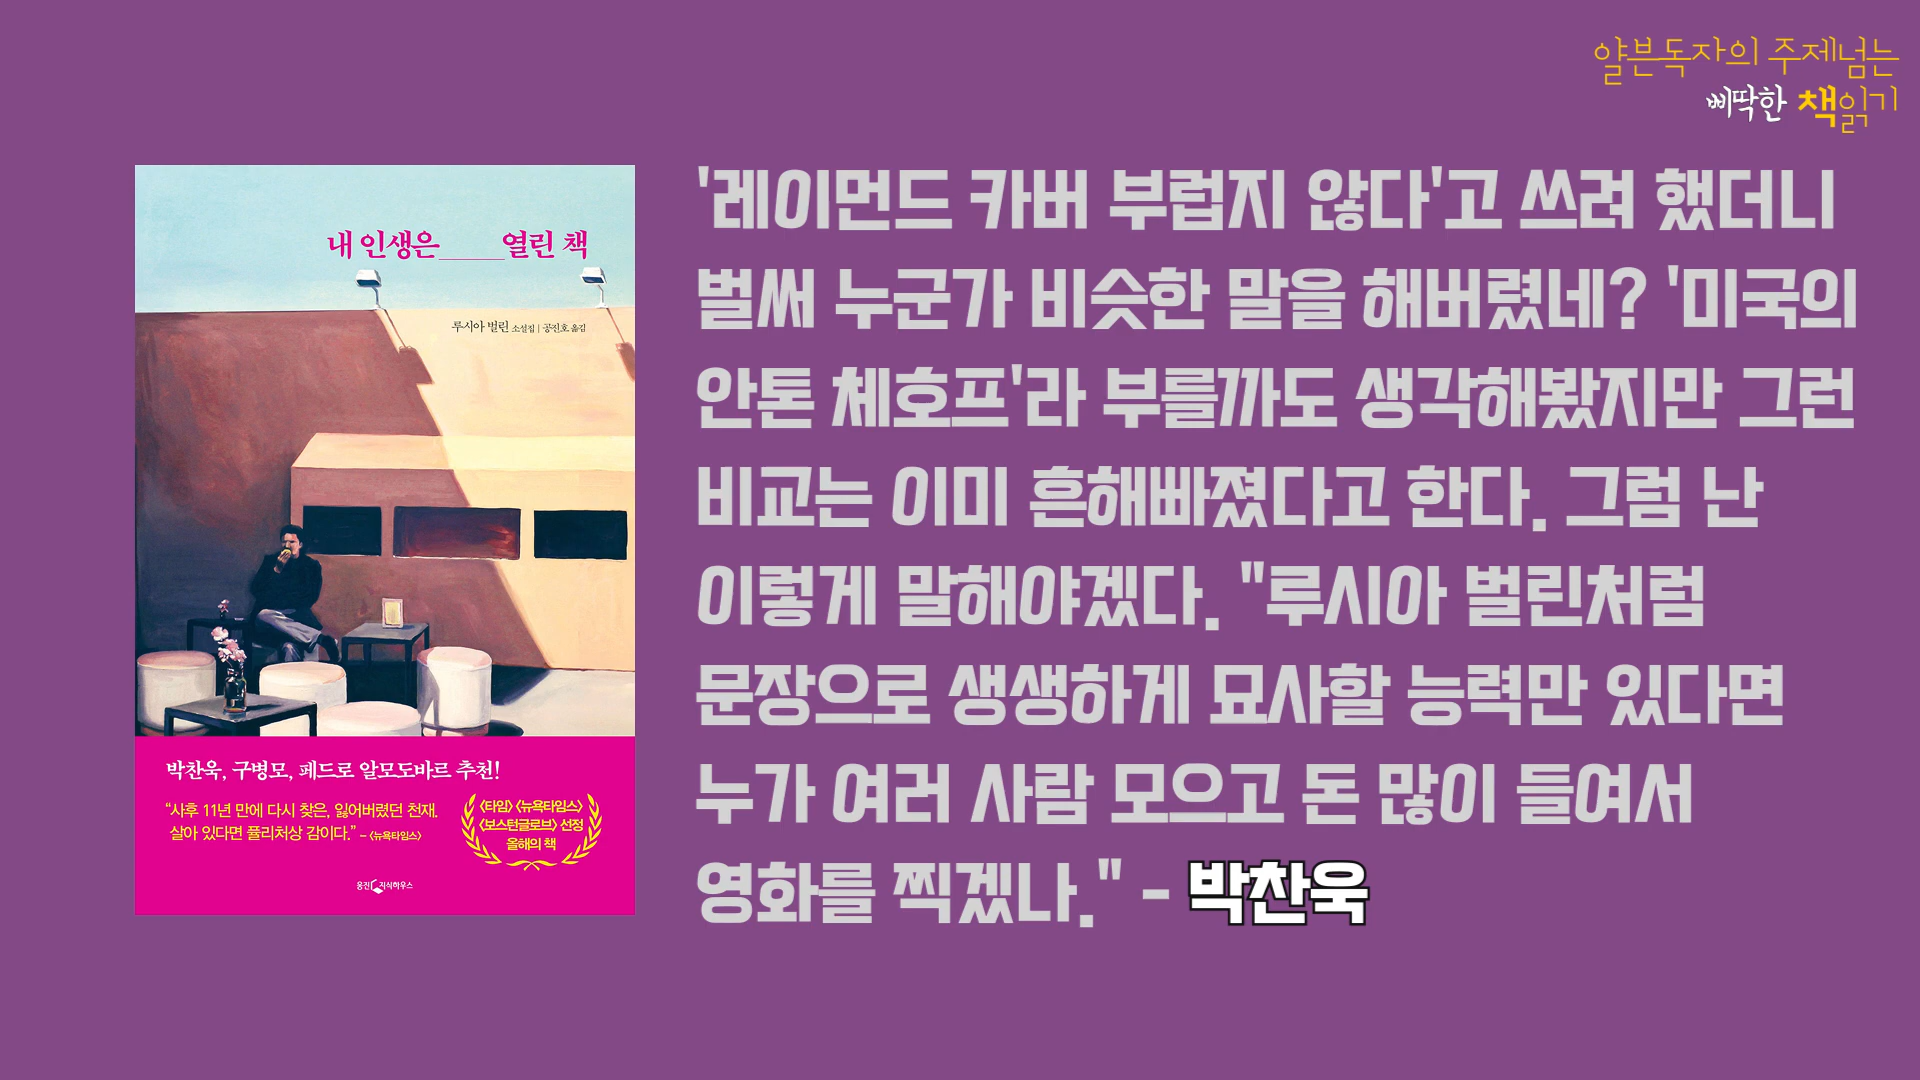 얄븐독자의 주제넘는
삐딱한 책읽기
내 인생은_____열린 책
루시아 벌린 소설집 | 공진호 옮김
박찬욱, 구병모, 페드로 알모도바르 추천!
“사후 11년 만에 다시 찾은, 잃어버렸던 천재.
살아 있다면 퓰리처상 감이다.” – <뉴욕타임스>
<타임> <뉴욕타임스>
<보스턴글로브> 선정
올해의 책
웅진 지식하우스
'레이먼드 카버 부럽지 않다'고 쓰려 했더니
벌써 누군가 비슷한 말을 해버렸네? '미국의
안톤 체호프'라 부를까도 생각해봤지만 그런
비교는 이미 흔해빠졌다고 한다. 그럼 난
이렇게 말해야겠다. "루시아 벌린처럼
문장으로 생생하게 묘사할 능력만 있다면
누가 여러 사람 모으고 돈 많이 들여서
영화를 찍겠나." - 박찬욱